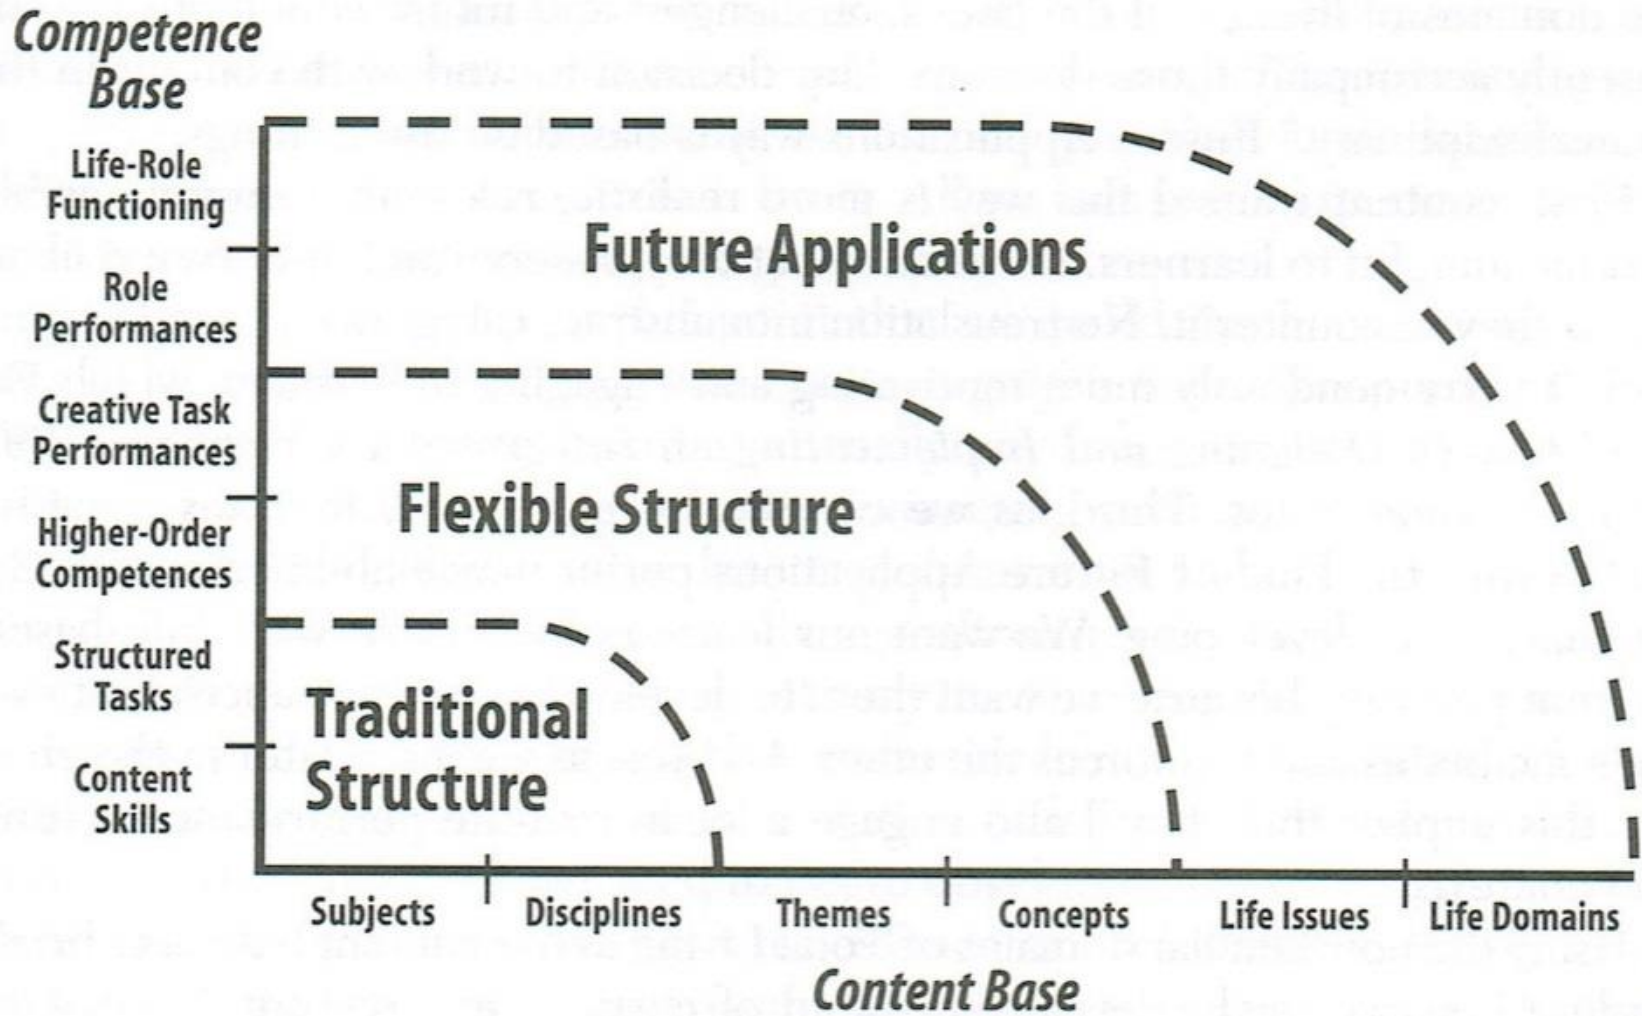 Competence
Base
Life-Role
Functioning
Role
Performances
Creative Task
Performances
Higher-Order
Competences
Structured
Tasks
Content
Skills
Future Applications
Flexible Structure
Traditional
Structure
Subjects
Disciplines
Themes
Concepts
Life Issues
Life Domains
Content Base